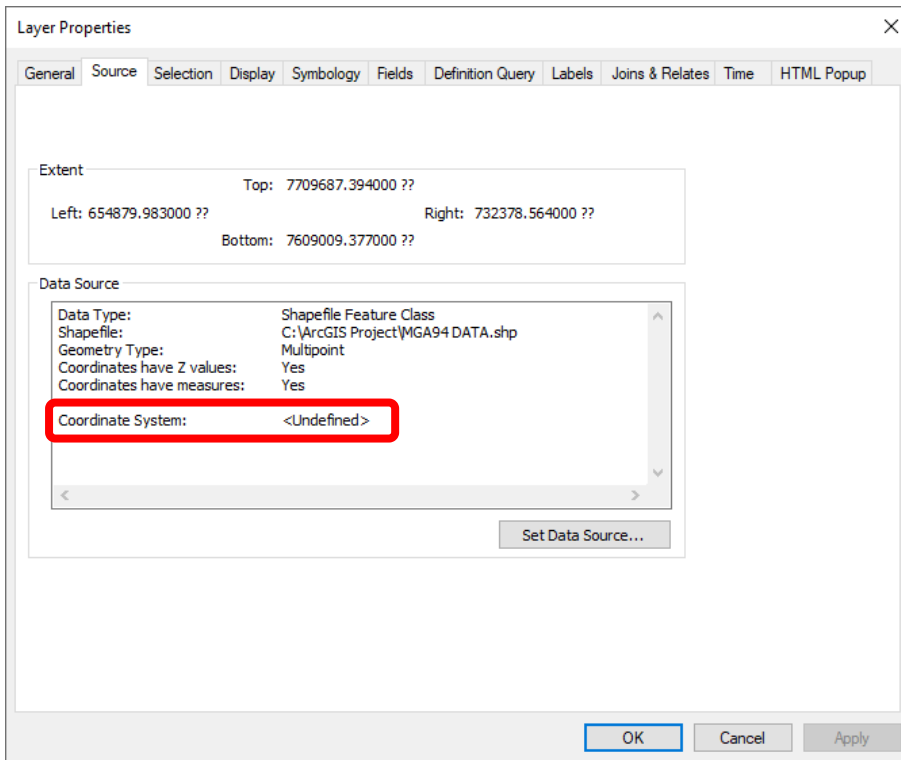 Layer Properties
General Source Selection Display Symbology Fields Definition Query Labels Joins & Relates Time HTML Popup
Extent
Top: 7709687.394000 ??
Left: 654879.983000 ?? Right: 732378.564000 ??
Bottom: 7609009.377000 ??
Data Source
Data Type: Shapefile Feature Class
Shapefile: C:\ArcGIS Project\MGA94 DATA.shp
Geometry Type: Multipoint
Coordinates have Z values: Yes
Coordinates have measures: Yes
Coordinate System: <Undefined>
Set Data Source...
OK Cancel Apply